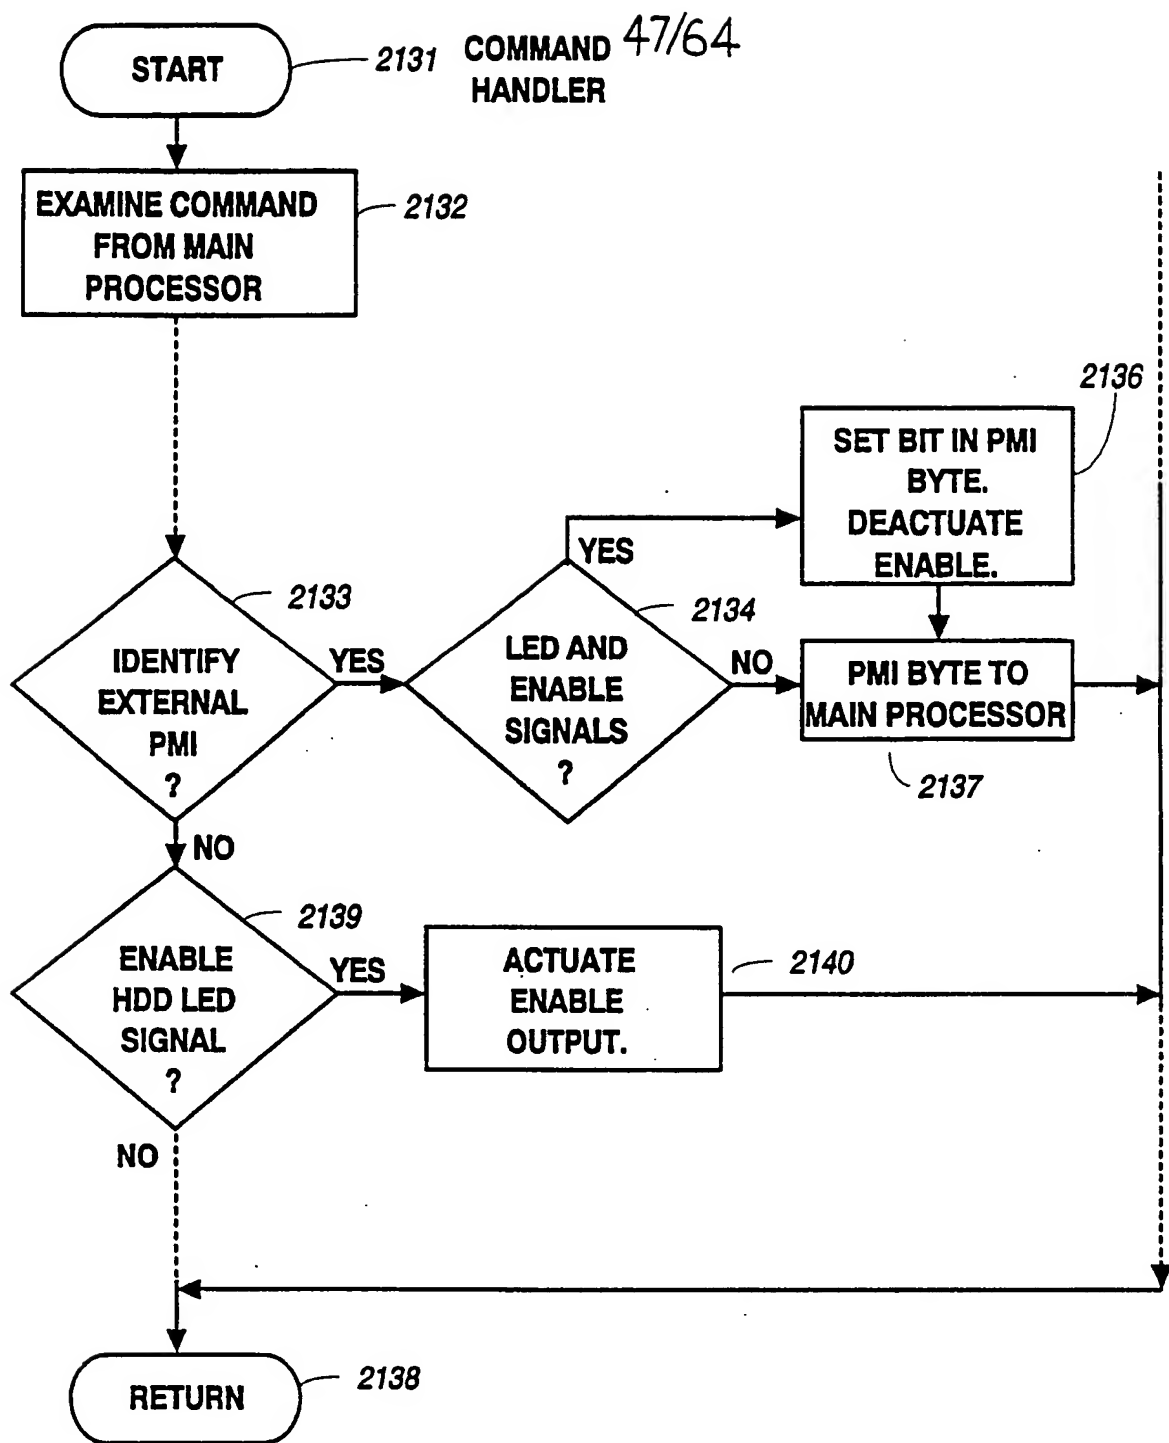 START
2131
COMMAND 47/64
HANDLER
EXAMINE COMMAND
FROM MAIN
PROCESSOR
2132
2136
SET BIT IN PMI
BYTE.
DEACTUATE
ENABLE.
YES
2133
IDENTIFY
EXTERNAL
PMI
?
YES
2134
LED AND
ENABLE
SIGNALS
?
NO
PMI BYTE TO
MAIN PROCESSOR
2137
NO
2139
ENABLE
HDD LED
SIGNAL
?
YES
ACTUATE
ENABLE
OUTPUT.
2140
NO
RETURN
2138